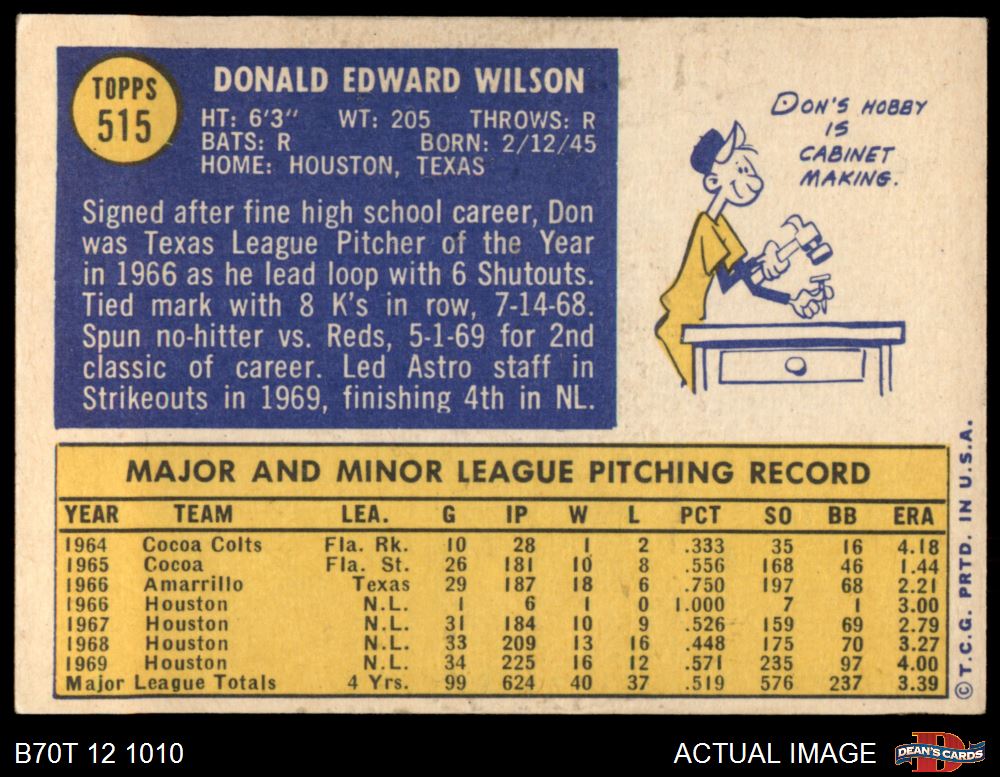 TOPPS
515
DONALD EDWARD WILSON
HT: 6'3" WT: 205 THROWS: R
BATS: R BORN: 2/12/45
HOME: HOUSTON, TEXAS
Signed after fine high school career, Don
was Texas League Pitcher of the Year
in 1966 as he lead loop with 6 Shutouts.
Tied mark with 8 K's in row, 7-14-68.
Spun no-hitter vs. Reds, 5-1-69 for 2nd
classic of career. Led Astro staff in
Strikeouts in 1969, finishing 4th in NL.
DON'S HOBBY
IS
CABINET
MAKING.
MAJOR AND MINOR LEAGUE PITCHING RECORD
YEAR TEAM LEA. G IP W L PCT SO BB ERA
1964 Cocoa Colts Fla. Rk. 10 28 1 2 .333 35 16 4.18
1965 Cocoa Fla. St. 26 181 10 8 .556 168 46 1.44
1966 Amarrillo Texas 29 187 18 6 .750 197 68 2.21
1966 Houston N.L. 1 6 1 0 1.000 7 1 3.00
1967 Houston N.L. 31 184 10 9 .526 159 69 2.79
1968 Houston N.L. 33 209 13 16 .448 175 70 3.27
1969 Houston N.L. 34 225 16 12 .571 235 97 4.00
Major League Totals 4 Yrs. 99 624 40 37 .519 576 237 3.39
© T.C.G. PRTD. IN U.S.A.
B70T 12 1010
ACTUAL IMAGE
D
DEAN'S CARDS